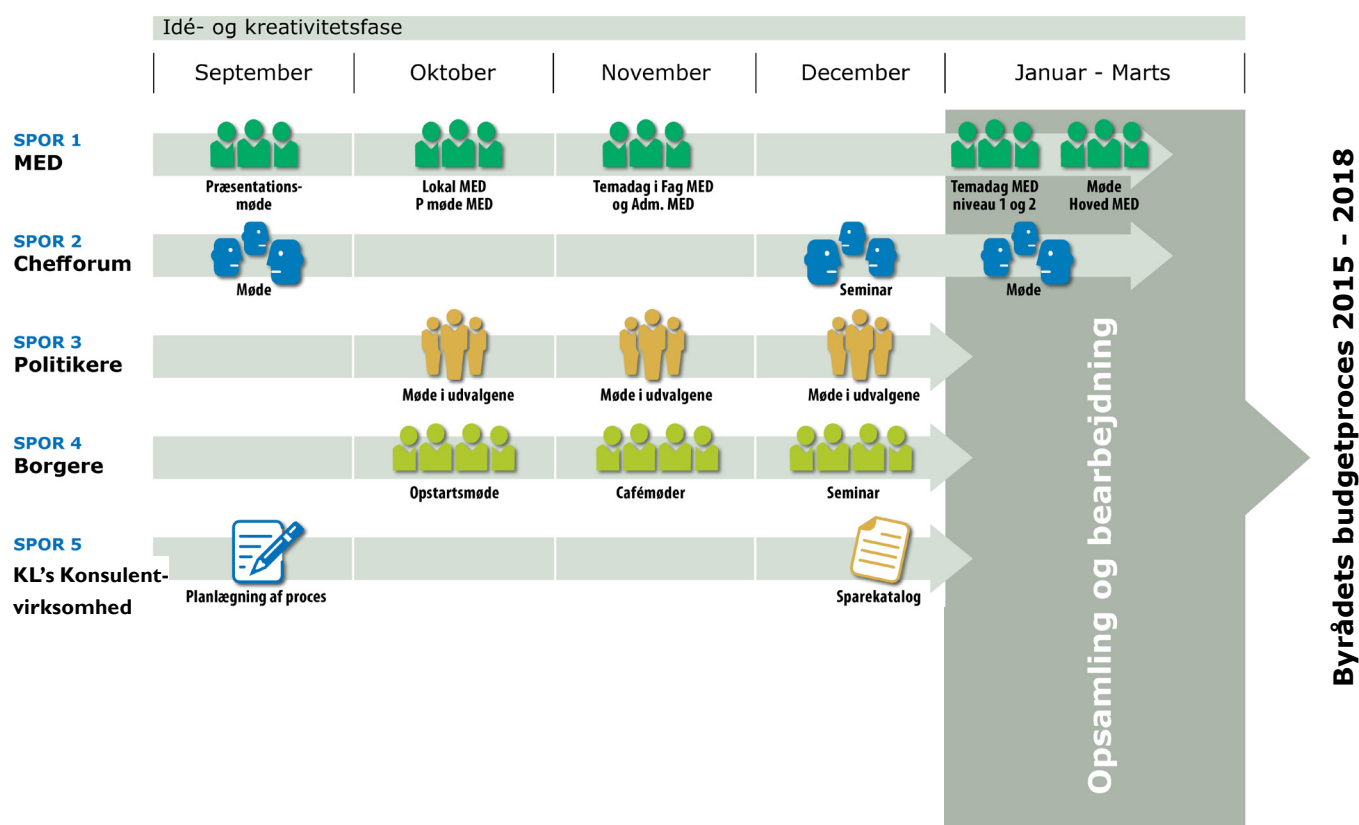 Idé- og kreativitetsfase
September
Oktober
November
December
Januar - Marts
SPOR 1
MED
Præsentations-
møde
Lokal MED
P møde MED
Temadag i Fag MED
og Adm. MED
Temadag MED
niveau 1 og 2
Møde
Hoved MED
SPOR 2
Chefforum
Møde
Seminar
Møde
SPOR 3
Politikere
Møde i udvalgene
Møde i udvalgene
Møde i udvalgene
SPOR 4
Borgere
Opstartsmøde
Cafémøder
Seminar
SPOR 5
KL's Konsulent-
virksomhed
Planlægning af proces
Sparekatalog
Opsamling og bearbejdning
Byrådets budgetproces 2015 - 2018